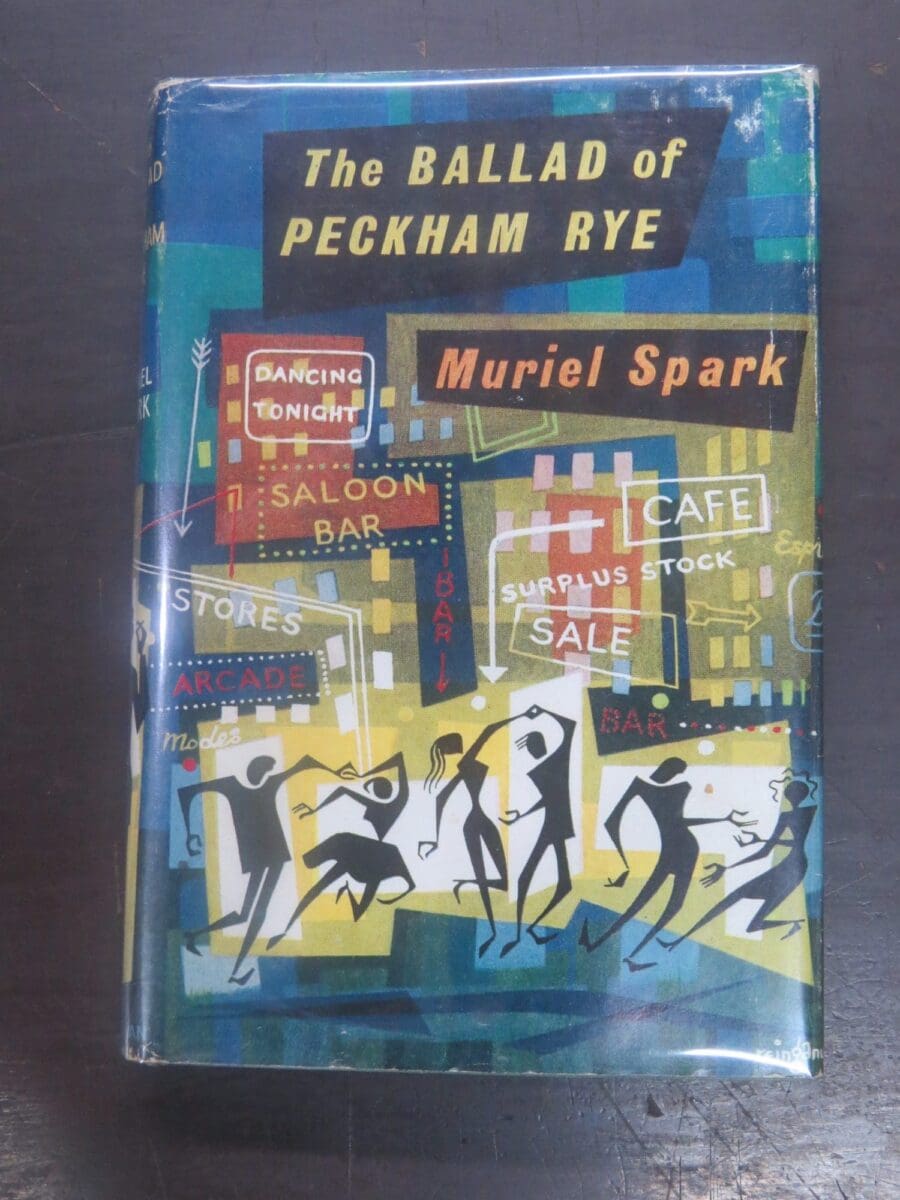 The BALLAD of
PECKHAM RYE
Muriel Spark
DANCING
TONIGHT
SALOON
BAR
CAFE
Esp
SURPLUS STOCK
SALE
STORES
BAR
ARCADE
BAR
Modes